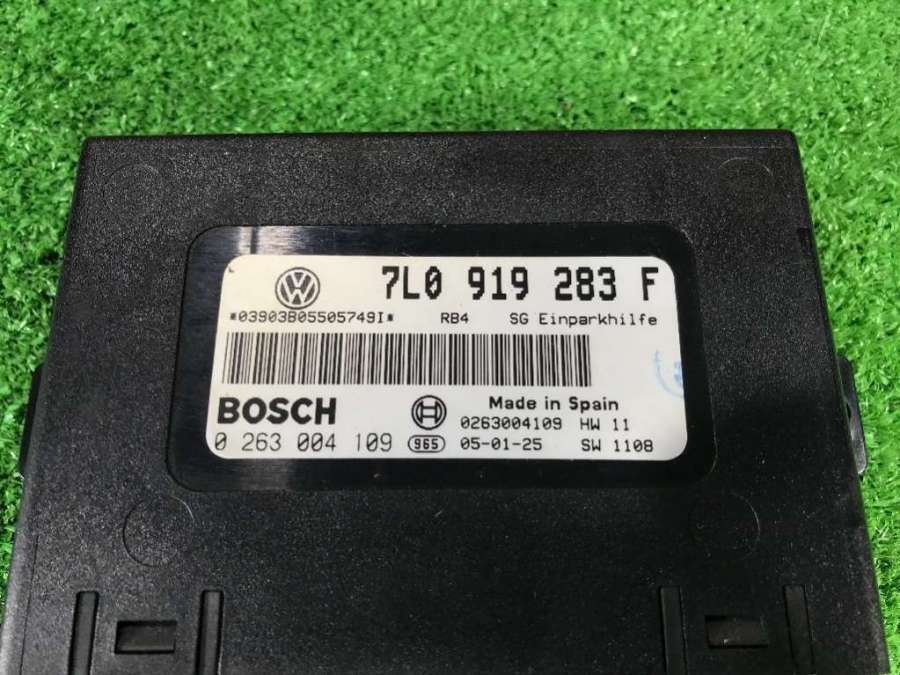 7L0 919 283 F
*03903B05505749I* RB4 SG Einparkhilfe
BOSCH Made in Spain
0263004109 HW 11
0 263 004 109 965 05-01-25 SW 1108